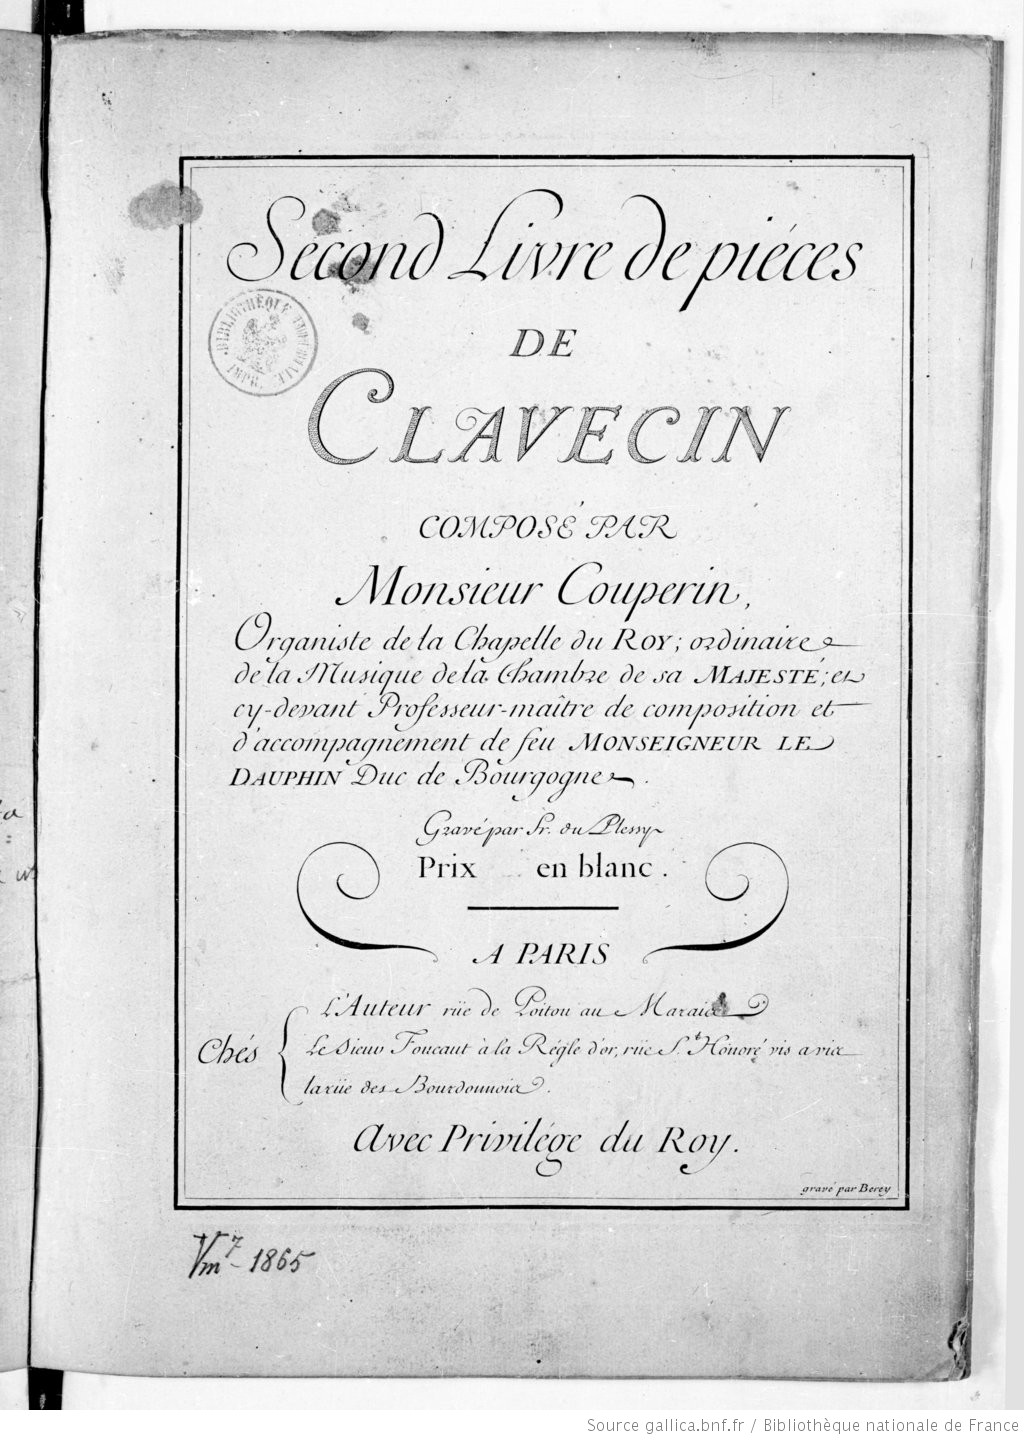 Second Livre de piéces
DE
CLAVECIN
COMPOSÉ PAR
Monsieur Couperin,
Organiste de la Chapelle du ROY; ordinaire
de la Musique de la Chambre de sa MAJESTÉ; et
cy-devant Professeur-maître de composition et
d'accompagnement de feu MONSEIGNEUR LE
DAUPHIN Duc de Bourgogne.
Gravé par Sr. du Plessy
Prix en blanc.
A PARIS
Chés
L'Auteur rüe de Poitou au Marais.
Le Sieur Foucaut à la Régle d'or, rüe St. Honoré vis a vis
la rüe des Bourdonnois.
Avec Privilége du Roy.
gravé par Berey
Vm7 - 1865
BIBLIOTHÈQUE IMPR.
Source gallica.bnf.fr / Bibliothèque nationale de France